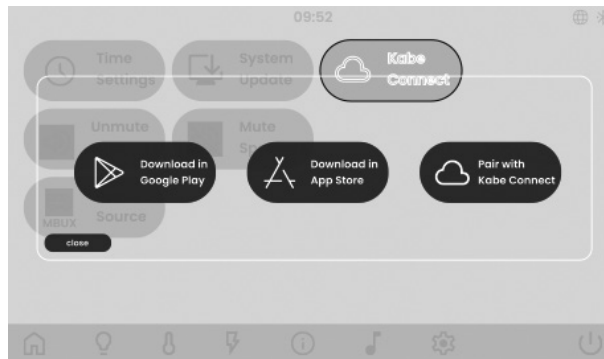 09:52
Time
Settings
System
Update
Kabe
Connect
Unmute
Mute
Download in
Google Play
Download in
App Store
Pair with
Kabe Connect
MBUX
Source
close